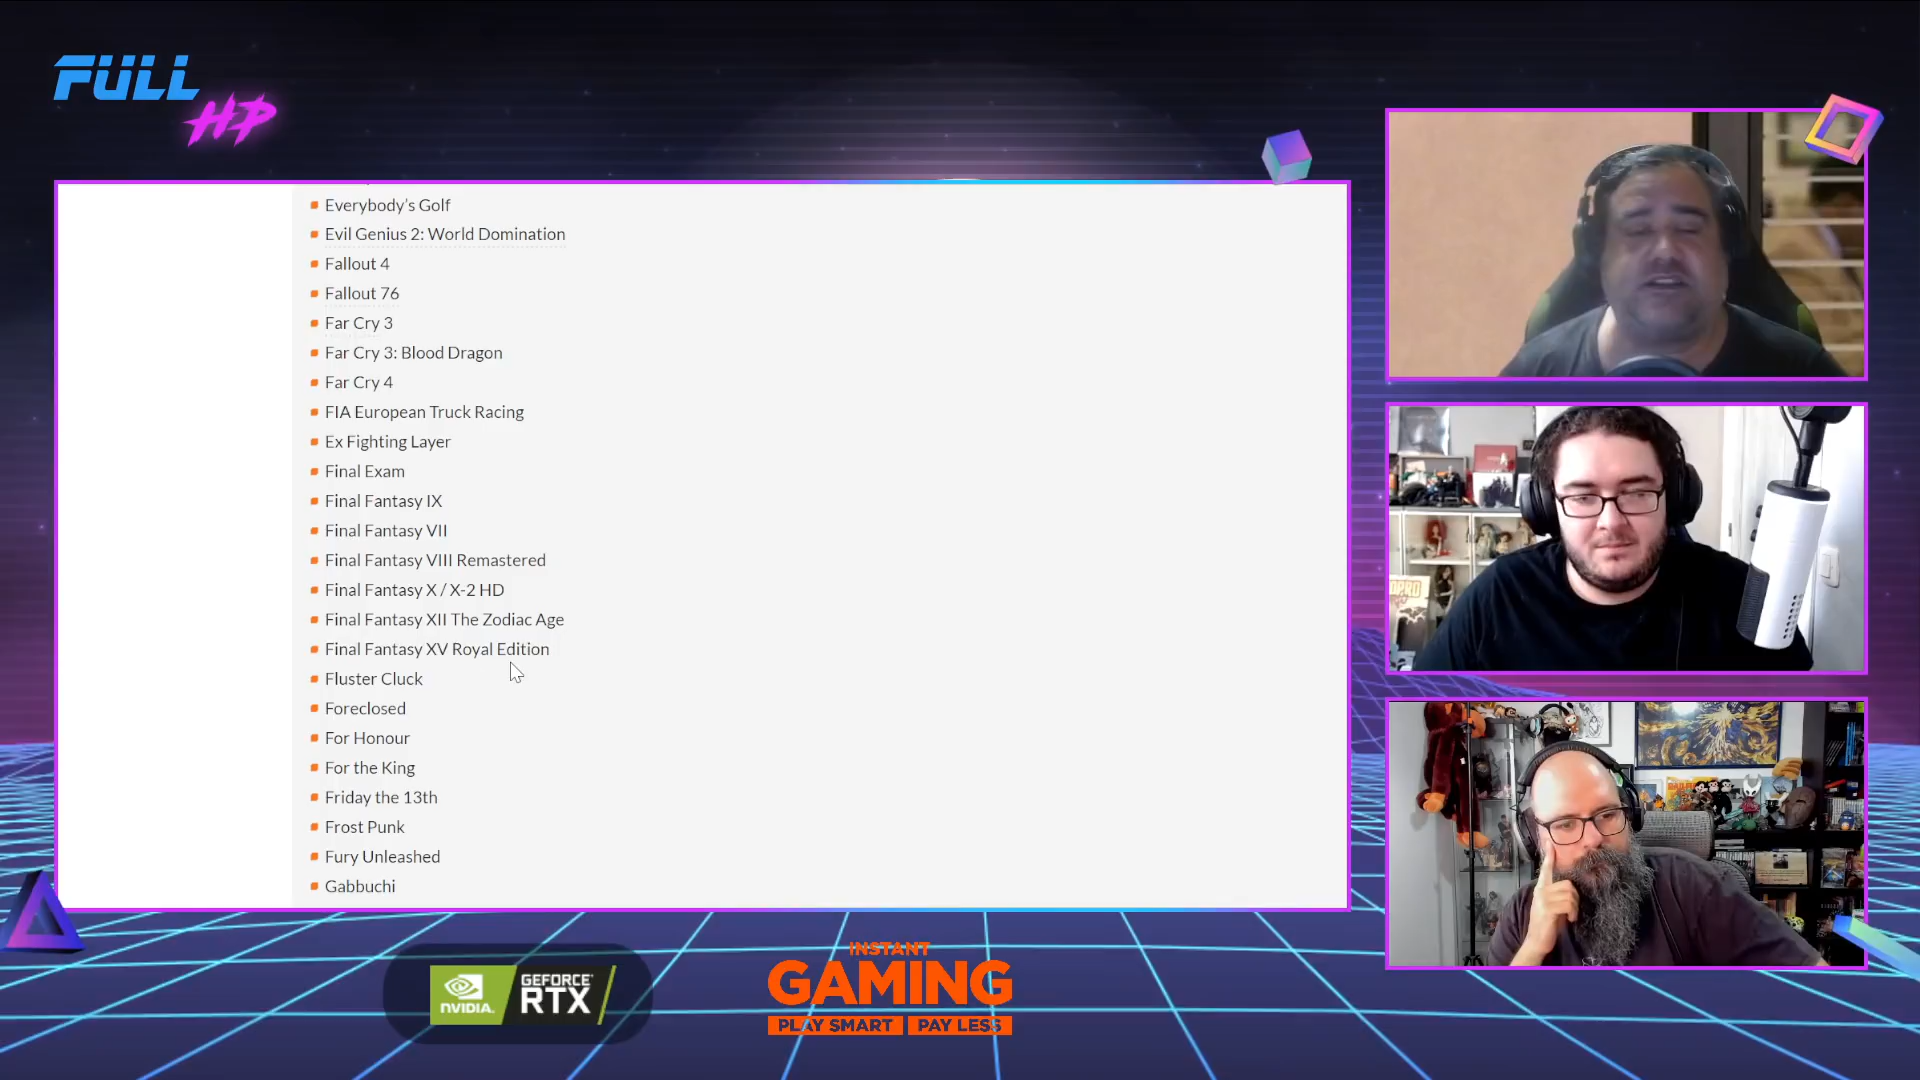 FULL
HP
Everybody's Golf
Evil Genius 2: World Domination
Fallout 4
Fallout 76
Far Cry 3
Far Cry 3: Blood Dragon
Far Cry 4
FIA European Truck Racing
Ex Fighting Layer
Final Exam
Final Fantasy IX
Final Fantasy VII
Final Fantasy VIII Remastered
Final Fantasy X / X-2 HD
Final Fantasy XII The Zodiac Age
Final Fantasy XV Royal Edition
Fluster Cluck
Foreclosed
For Honour
For the King
Friday the 13th
Frost Punk
Fury Unleashed
Gabbuchi
NVIDIA.
GEFORCE
RTX
INSTANT
GAMING
PLAY SMART PAY LESS